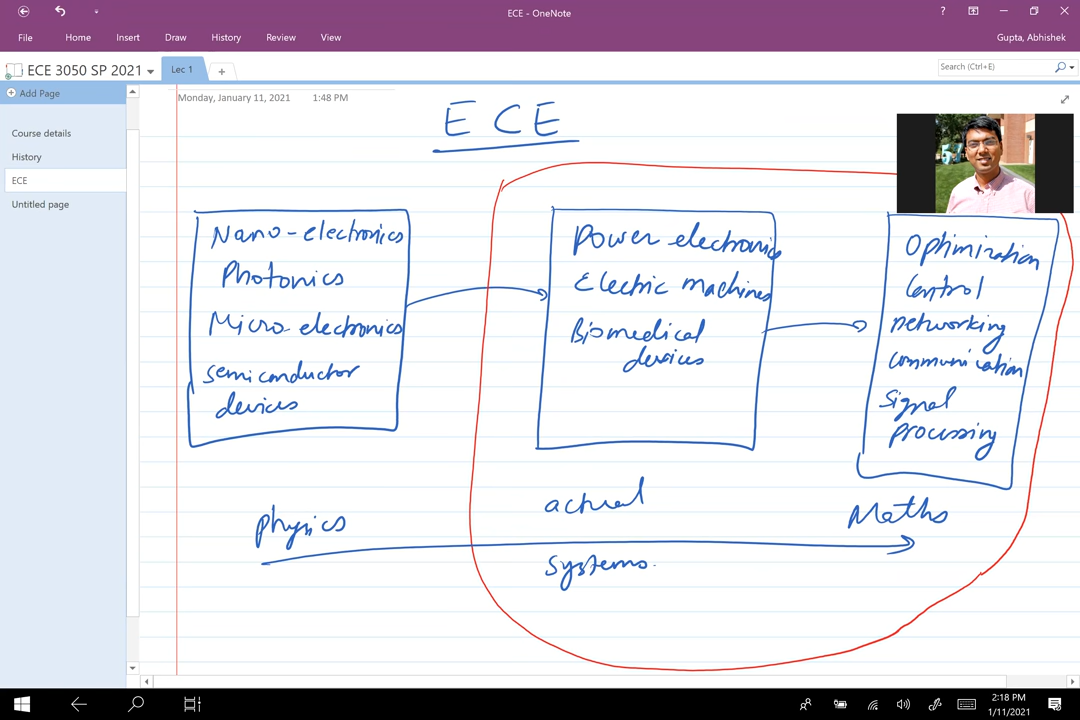 ECE - OneNote
File Home Insert Draw History Review View
Gupta, Abhishek
ECE 3050 SP 2021
Lec 1
Search (Ctrl+E)
Add Page
Course details
History
ECE
Untitled page
Monday, January 11, 2021 1:48 PM
ECE
Nano-electronics
Photonics
Micro electronics
semiconductor
devices
Power electronics
Electric machines
Biomedical
devices
Optimization
Control
networking
communication
signal
processing
physics
actual
systems.
Maths
2:18 PM
1/11/2021